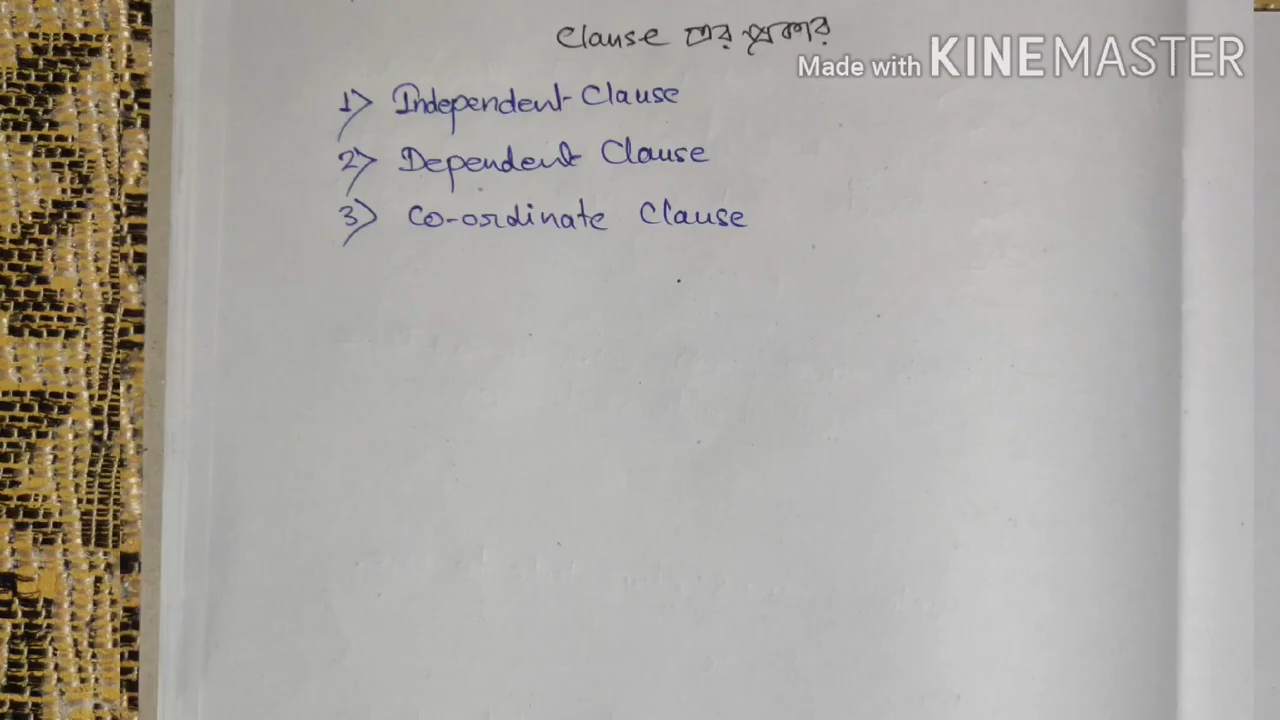 Clause এর প্রকার
Made with KINEMASTER
1) Independent Clause
2) Dependent Clause
3) Co-ordinate Clause